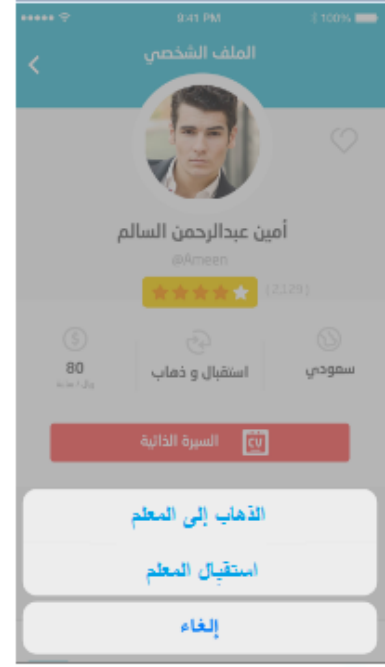 9:41 PM
100%
الملف الشخصي
أمين عبدالرحمن السالم
@Ameen
(2,129)
سعودي
استقبال و ذهاب
80
السيرة الذاتية
CV
الذهاب إلى المعلم
استقبال المعلم
إلغاء